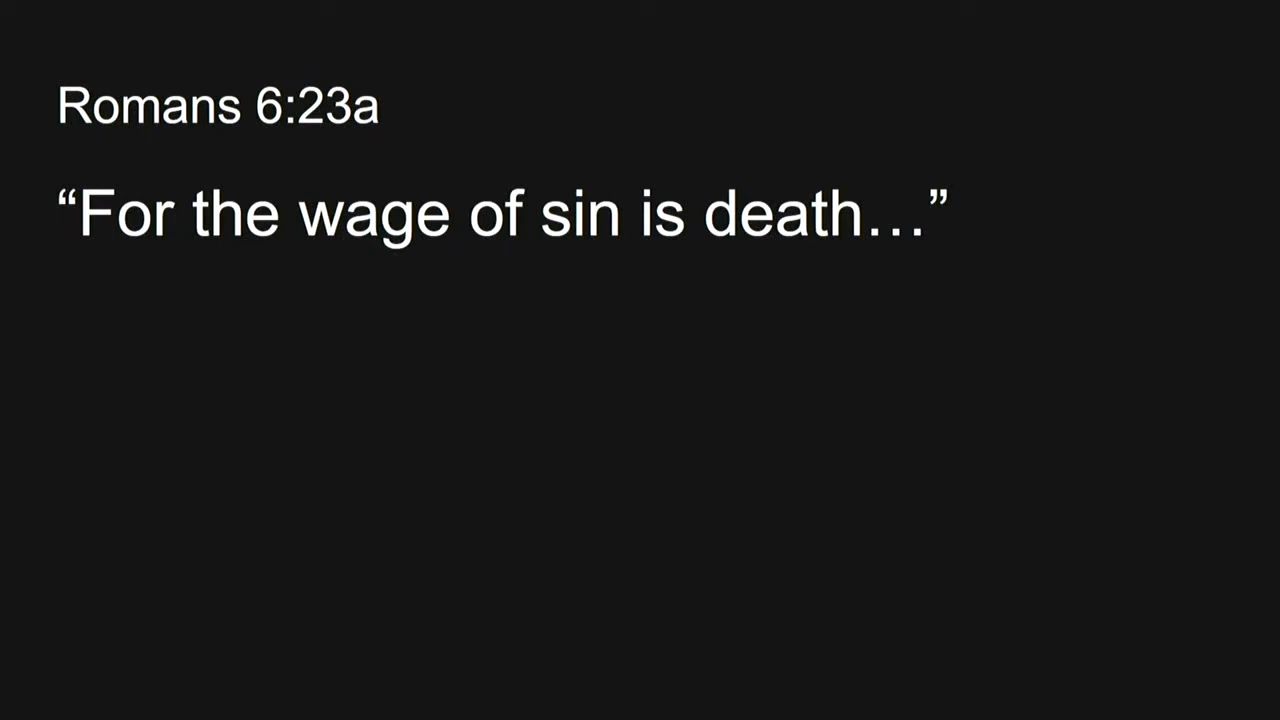 Romans 6:23a
“For the wage of sin is death…”